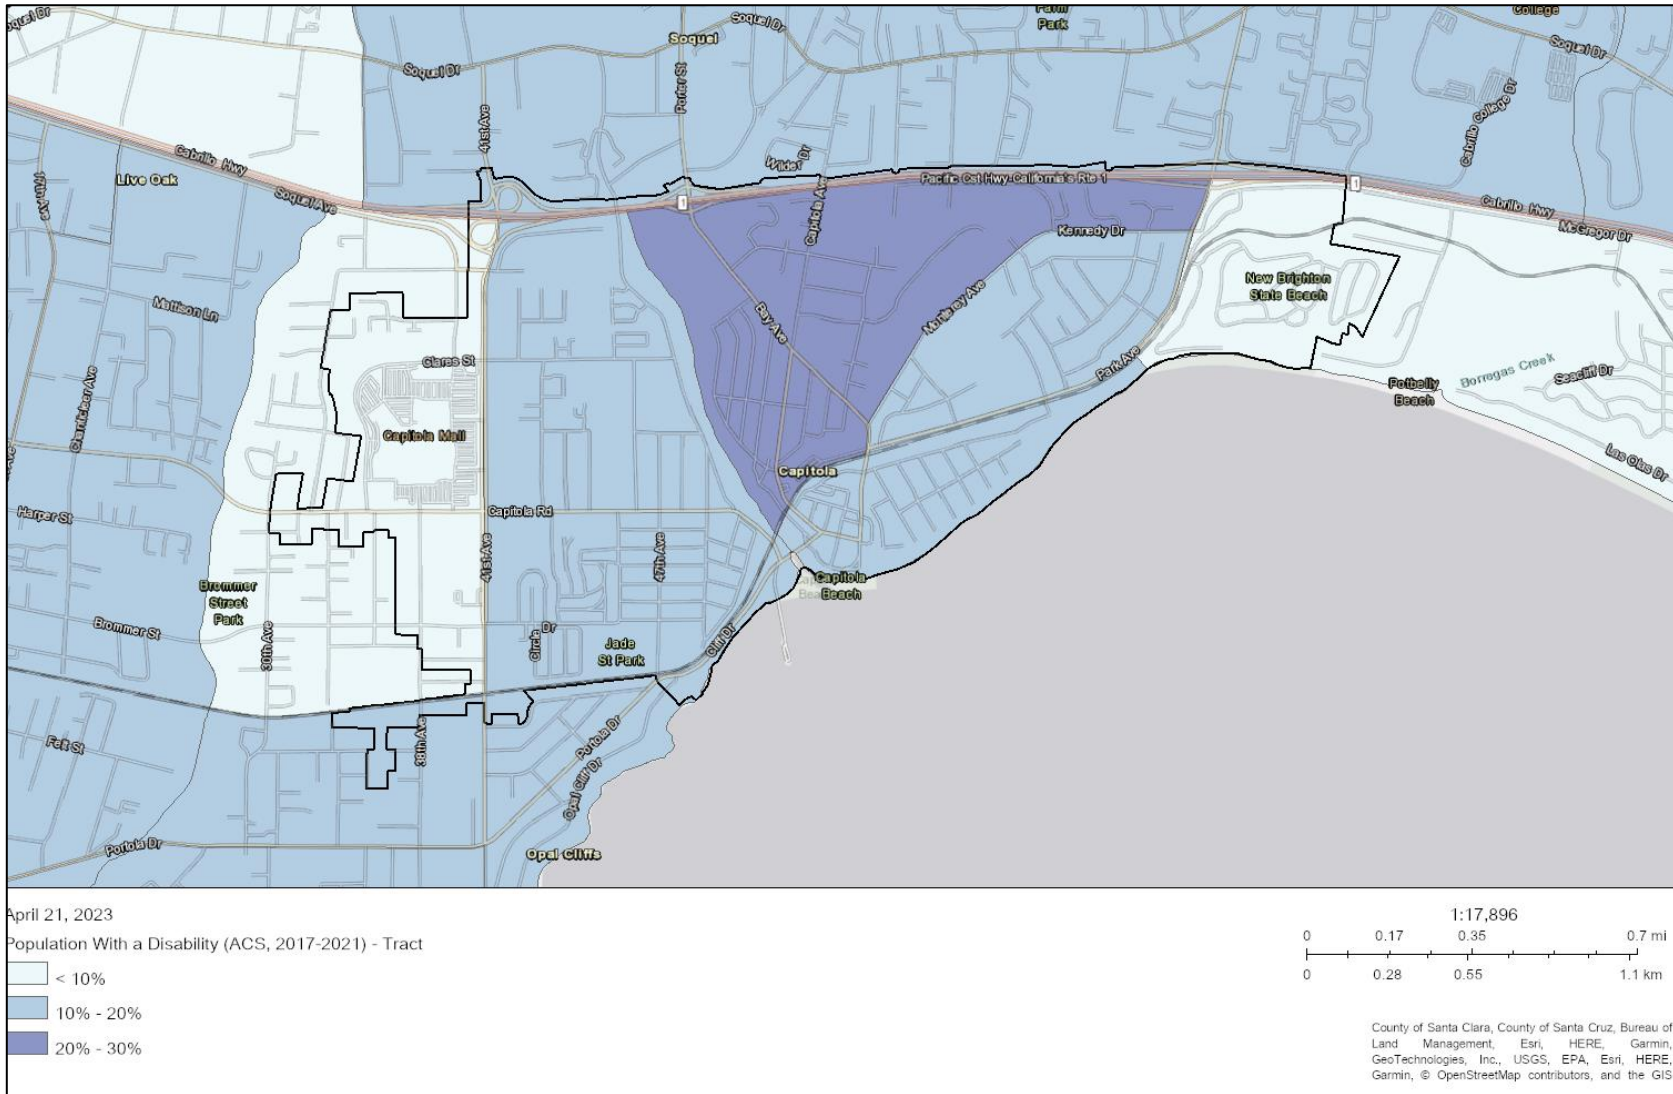 Soquel Dr
Soquel Dr
Farm
Park
College
Soquel
Soquel Dr
Soquel Dr
Porter St
41st Ave
Cabrillo College Dr
Cabrillo Hwy
Wilder Dr
Live Oak
Soquel Ave
Capitola Ave
Pacific Cst Hwy-California's Rte 1
1
1
Cabrillo Hwy
McGregor Dr
Kennedy Dr
New Brighton
State Beach
Mattison Ln
Bay Ave
Monterey Ave
Clares St
Park Ave
Borregas Creek
Seacliff Dr
Potbelly
Beach
Chanticleer Ave
Capitola Mall
Capitola
Las Olas Dr
Harper St
Capitola Rd
41st Ave
47th Ave
Brommer
Street
Park
Capitola
Beach
Brommer St
30th Ave
Circle Dr
Jade
St Park
Cliff Dr
Felt St
38th Ave
Portola Dr
Opal Cliff Dr
Portola Dr
Opal Cliffs
April 21, 2023
Population With a Disability (ACS, 2017-2021) - Tract
< 10%
10% - 20%
20% - 30%
1:17,896
0 0.17 0.35 0.7 mi
0 0.28 0.55 1.1 km
County of Santa Clara, County of Santa Cruz, Bureau of
Land Management, Esri, HERE, Garmin,
GeoTechnologies, Inc., USGS, EPA, Esri, HERE,
Garmin, © OpenStreetMap contributors, and the GIS